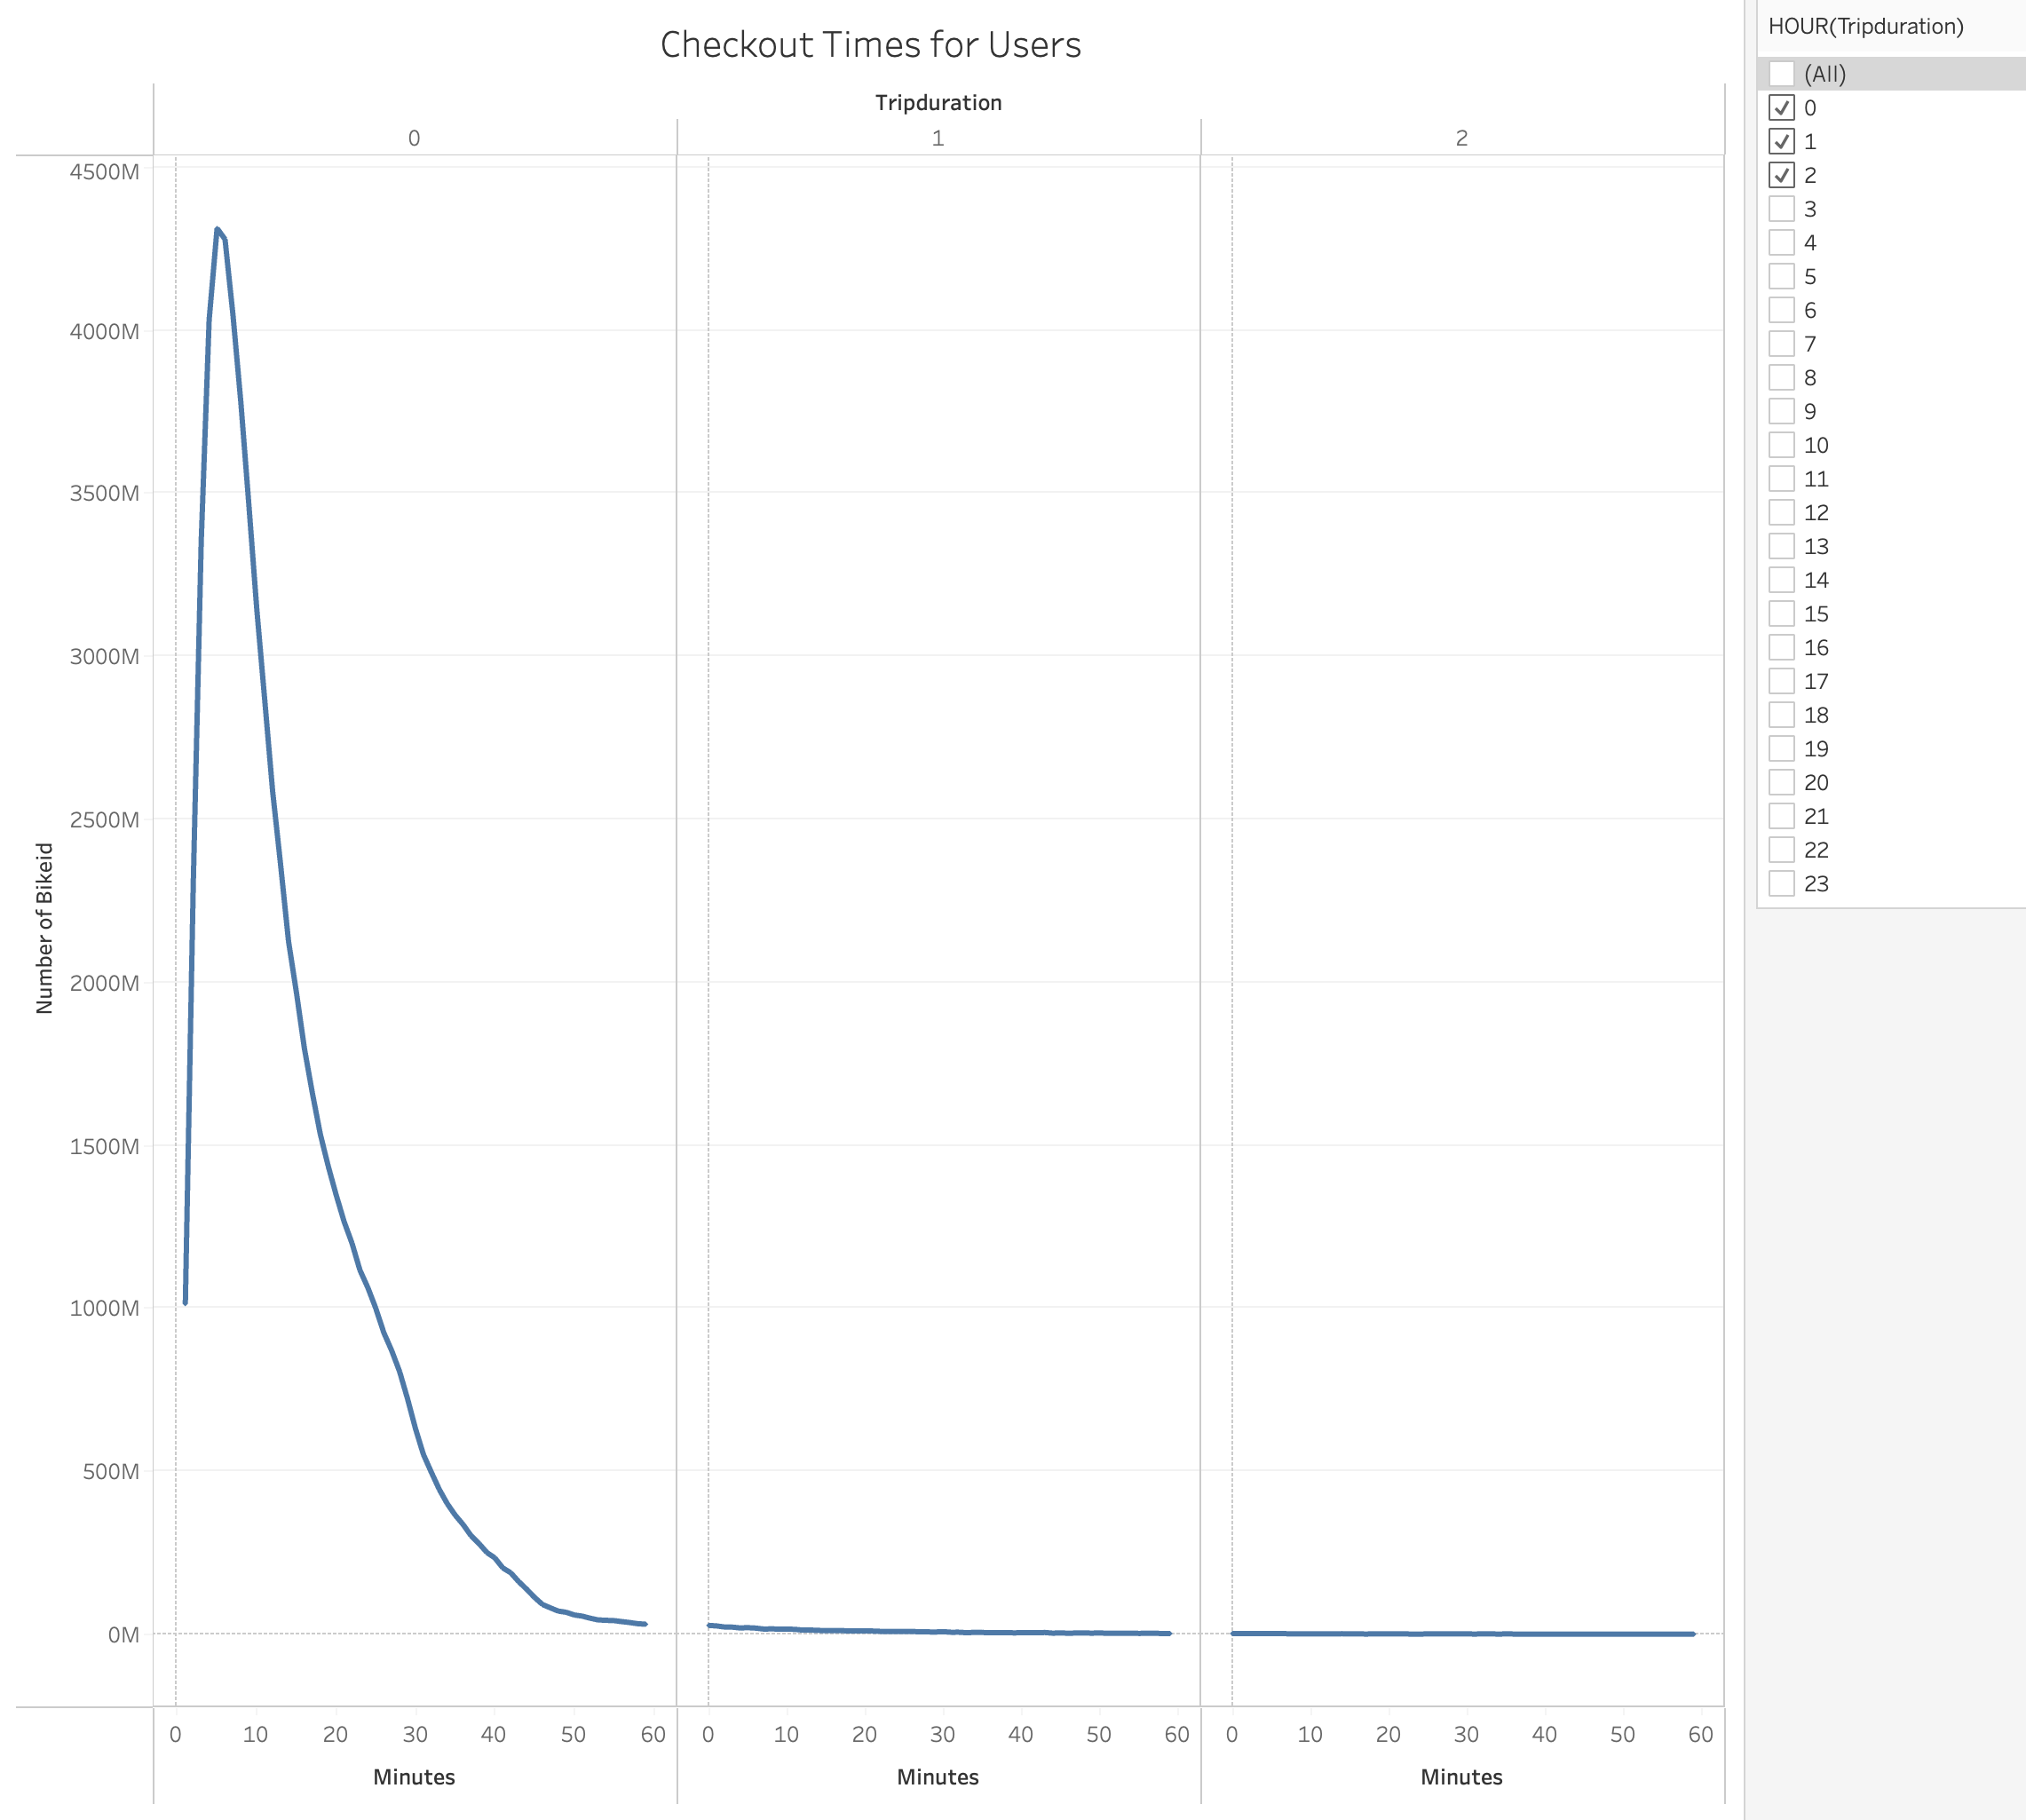 Checkout Times for Users
Tripduration
0 1 2
4500M
4000M
3500M
3000M
2500M
2000M
1500M
1000M
500M
0M
Number of Bikeid
0 10 20 30 40 50 60 0 10 20 30 40 50 60 0 10 20 30 40 50 60
Minutes Minutes Minutes
HOUR(Tripduration)
(All)
0
1
2
3
4
5
6
7
8
9
10
11
12
13
14
15
16
17
18
19
20
21
22
23